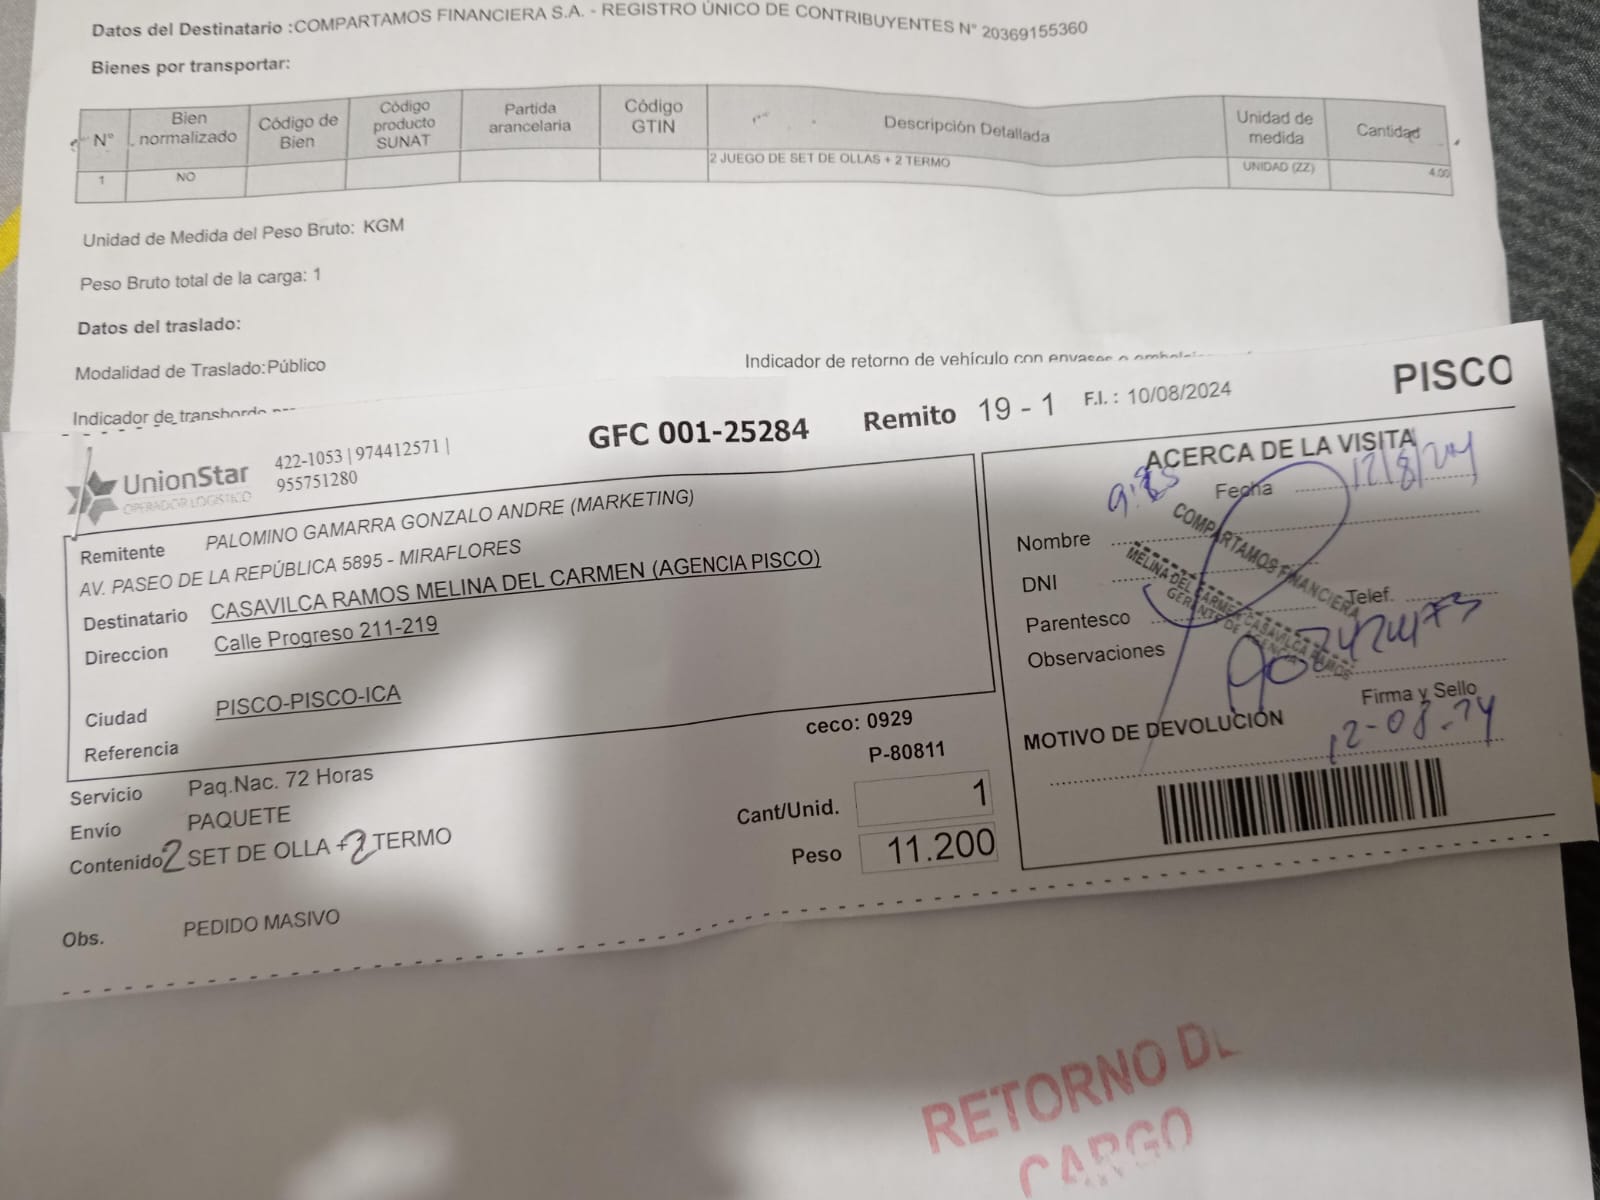 Datos del Destinatario :COMPARTAMOS FINANCIERA S.A. - REGISTRO ÚNICO DE CONTRIBUYENTES N° 20369155360
Bienes por transportar:
N° Bien normalizado Código de Bien Código producto SUNAT Partida arancelaria Código GTIN Descripción Detallada Unidad de medida Cantidad
1 NO 2 JUEGO DE SET DE OLLAS + 2 TERMO UNIDAD (ZZ) 4.00
Unidad de Medida del Peso Bruto: KGM
Peso Bruto total de la carga: 1
Datos del traslado:
Modalidad de Traslado:Público
Indicador de retorno de vehículo con envases o
Indicador de transbordo
UnionStar
OPERADOR LOGISTICO
422-1053 | 974412571 |
955751280
GFC 001-25284
Remito 19 - 1
F.I. : 10/08/2024
PISCO
Remitente PALOMINO GAMARRA GONZALO ANDRE (MARKETING)
AV. PASEO DE LA REPÚBLICA 5895 - MIRAFLORES
Destinatario CASAVILCA RAMOS MELINA DEL CARMEN (AGENCIA PISCO)
Direccion Calle Progreso 211-219
Ciudad PISCO-PISCO-ICA
Referencia
ceco: 0929
P-80811
Servicio Paq.Nac. 72 Horas
Envío PAQUETE
Contenido 2 SET DE OLLA + 2 TERMO
Cant/Unid. 1
Peso 11.200
Obs. PEDIDO MASIVO
ACERCA DE LA VISITA
Fecha
Nombre
DNI
Telef.
Parentesco
Observaciones
COMPARTAMOS FINANCIERA
MELINA DEL CARMEN CASAVILCA RAMOS
GERENTE DE AGENCIA
Firma y Sello
MOTIVO DE DEVOLUCIÓN
12-08-24
RETORNO DE
CARGO